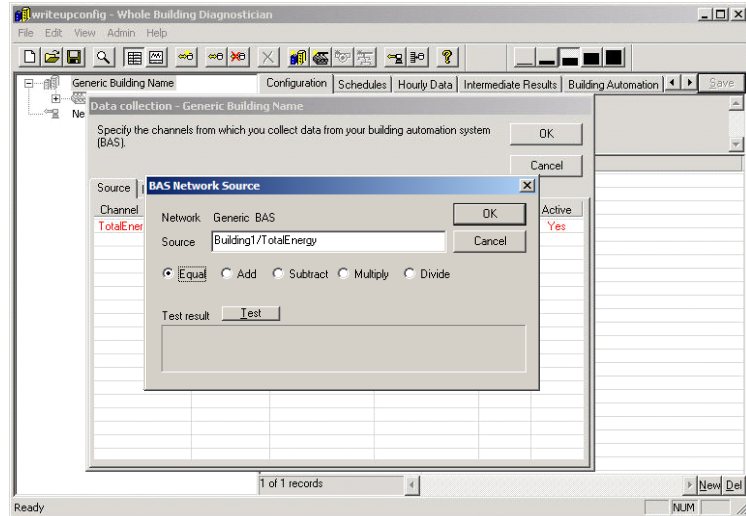 writeupconfig - Whole Building Diagnostician
File Edit View Admin Help
Generic Building Name
Configuration Schedules Hourly Data Intermediate Results Building Automation Save
Ne
Data collection - Generic Building Name
Specify the channels from which you collect data from your building automation system
(BAS).
OK
Cancel
Source
Channel Active
TotalEner Yes
BAS Network Source
Network Generic BAS OK
Source Building1/TotalEnergy Cancel
Equal Add Subtract Multiply Divide
Test result Test
1 of 1 records New Del
Ready NUM